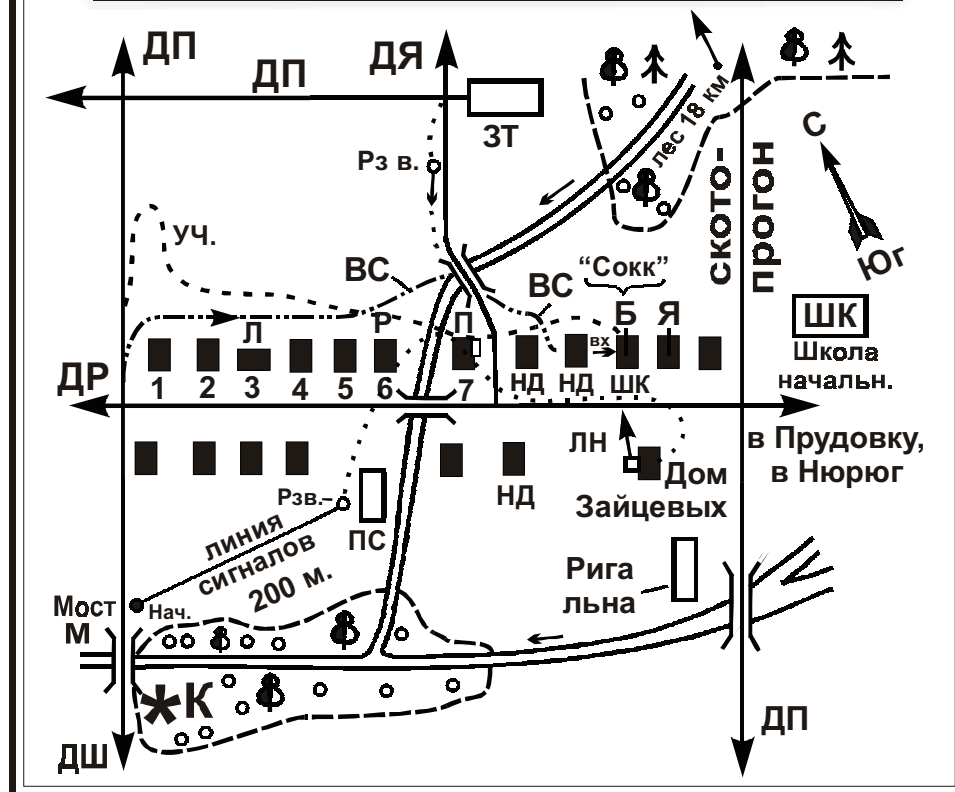 ДП
ДП
ДЯ
ЗТ
Рз в.
лес 18 км
С
Юг
ското-
прогон
УЧ.
ВС
ВС
“Сокк”
Б
Я
Л
Р
П
вх
ШК
Школа
начальн.
ДР
1
2
3
4
5
6
7
НД
НД
ШК
в Прудовку,
в Нюрюг
ЛН
Дом
Зайцевых
НД
Рзв.–
ПС
линия
сигналов
200 м.
Рига
льна
Мост
М
Нач.
*К
ДШ
ДП